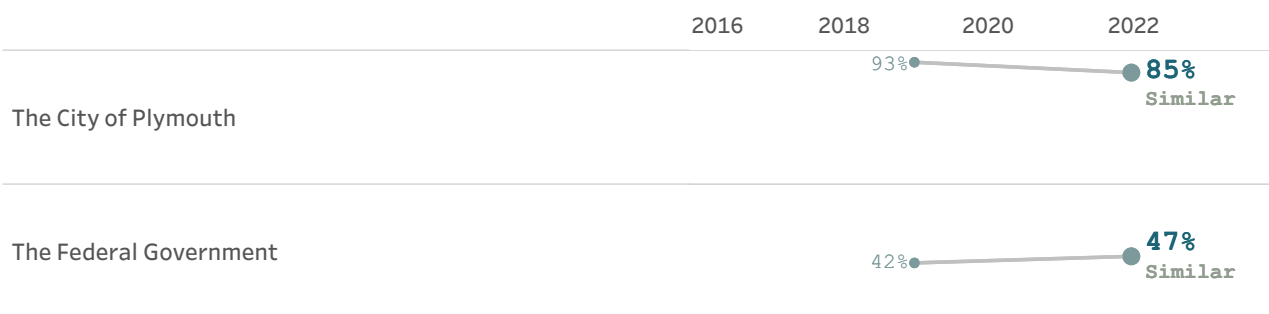 2016 2018 2020 2022
93% 85%
Similar
The City of Plymouth
47%
The Federal Government
42%
Similar